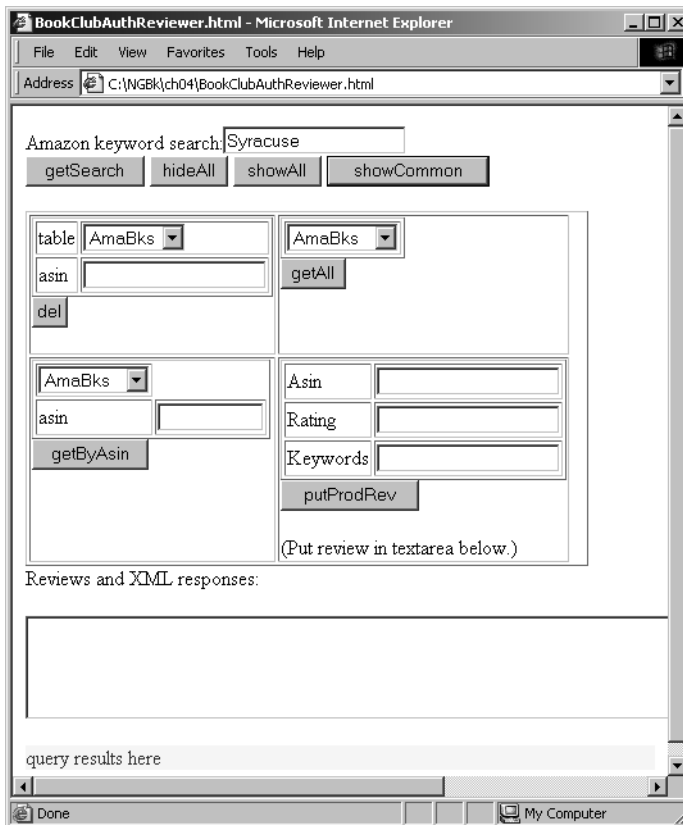 BookClubAuthReviewer.html - Microsoft Internet Explorer
File Edit View Favorites Tools Help
Address C:\NGBk\ch04\BookClubAuthReviewer.html
Amazon keyword search: Syracuse
getSearch hideAll showAll showCommon
table AmaBks
asin
del
AmaBks
getAll
AmaBks
asin
getByAsin
Asin
Rating
Keywords
putProdRev
(Put review in textarea below.)
Reviews and XML responses:
query results here
Done My Computer